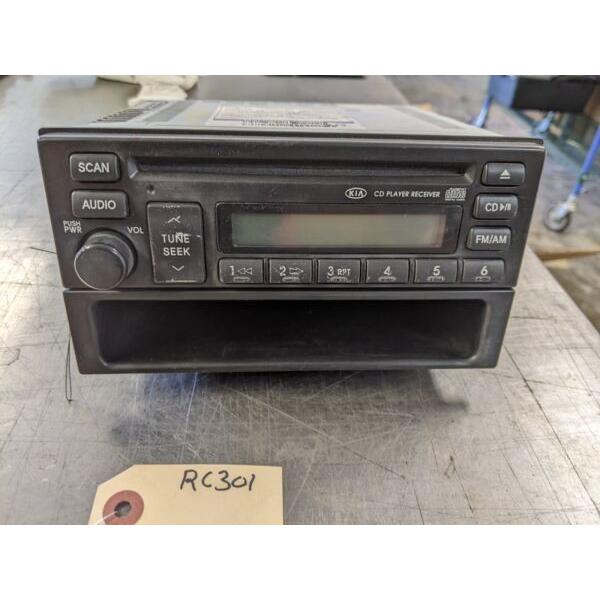 SCAN
AUDIO
PUSH
PWR
VOL
TUNE
SEEK
KIA CD PLAYER RECEIVER
CD
FM/AM
1
2
3 RPT
4
5
6
RC301